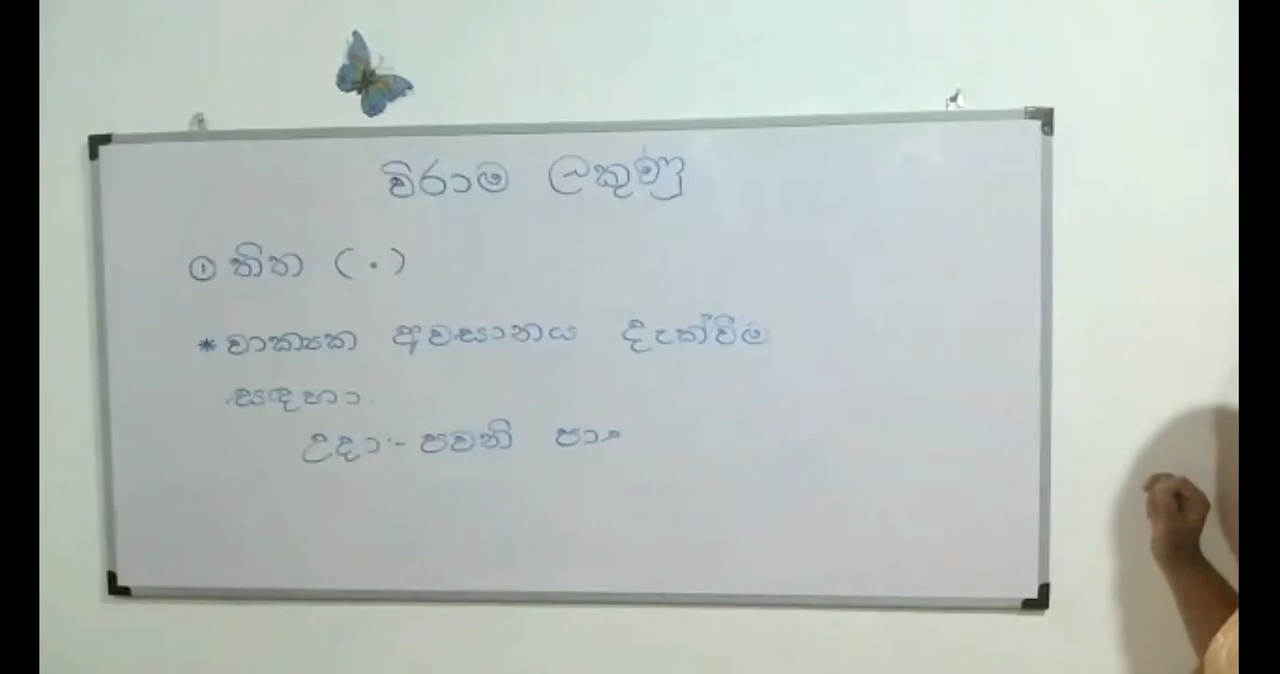 විරාම ලකුණු
① තිත ( . )
* වාක්‍යක අවසානය දැක්වීම
සඳහා.
උදා :- පවනි